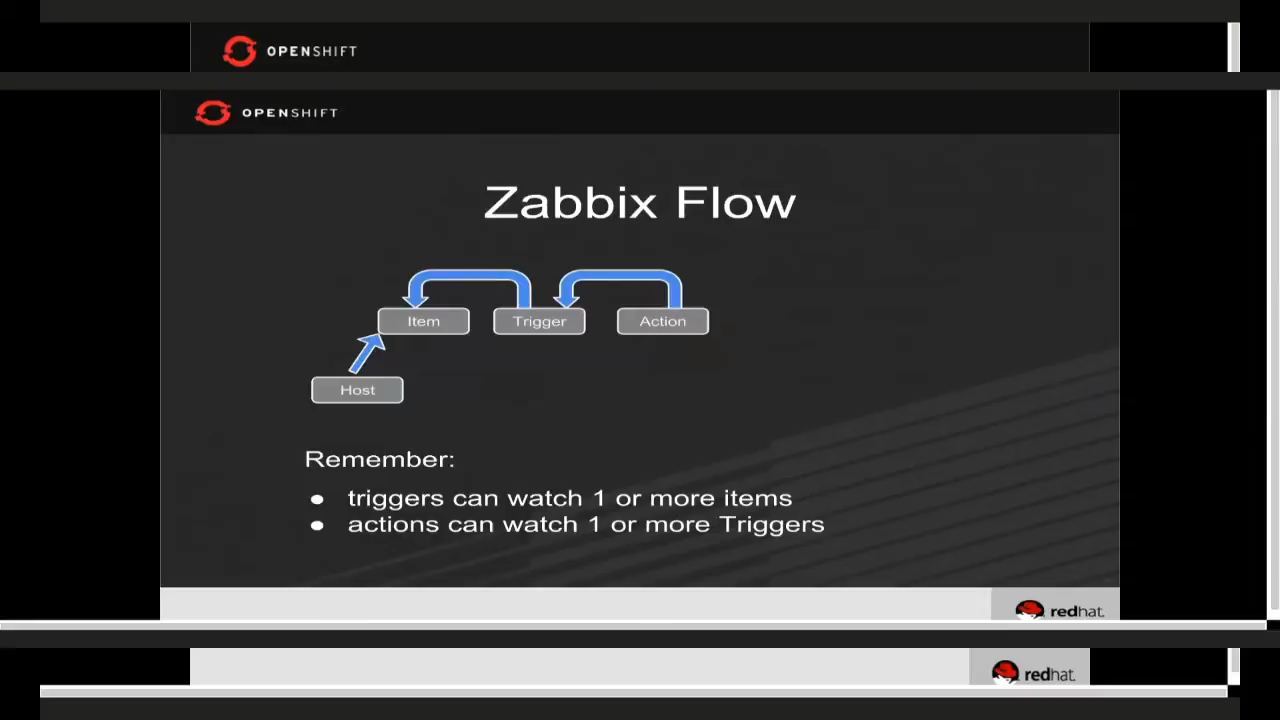 OPENSHIFT
OPENSHIFT
Zabbix Flow
Item Trigger Action
Host
Remember:
● triggers can watch 1 or more items
● actions can watch 1 or more Triggers
redhat.
redhat.